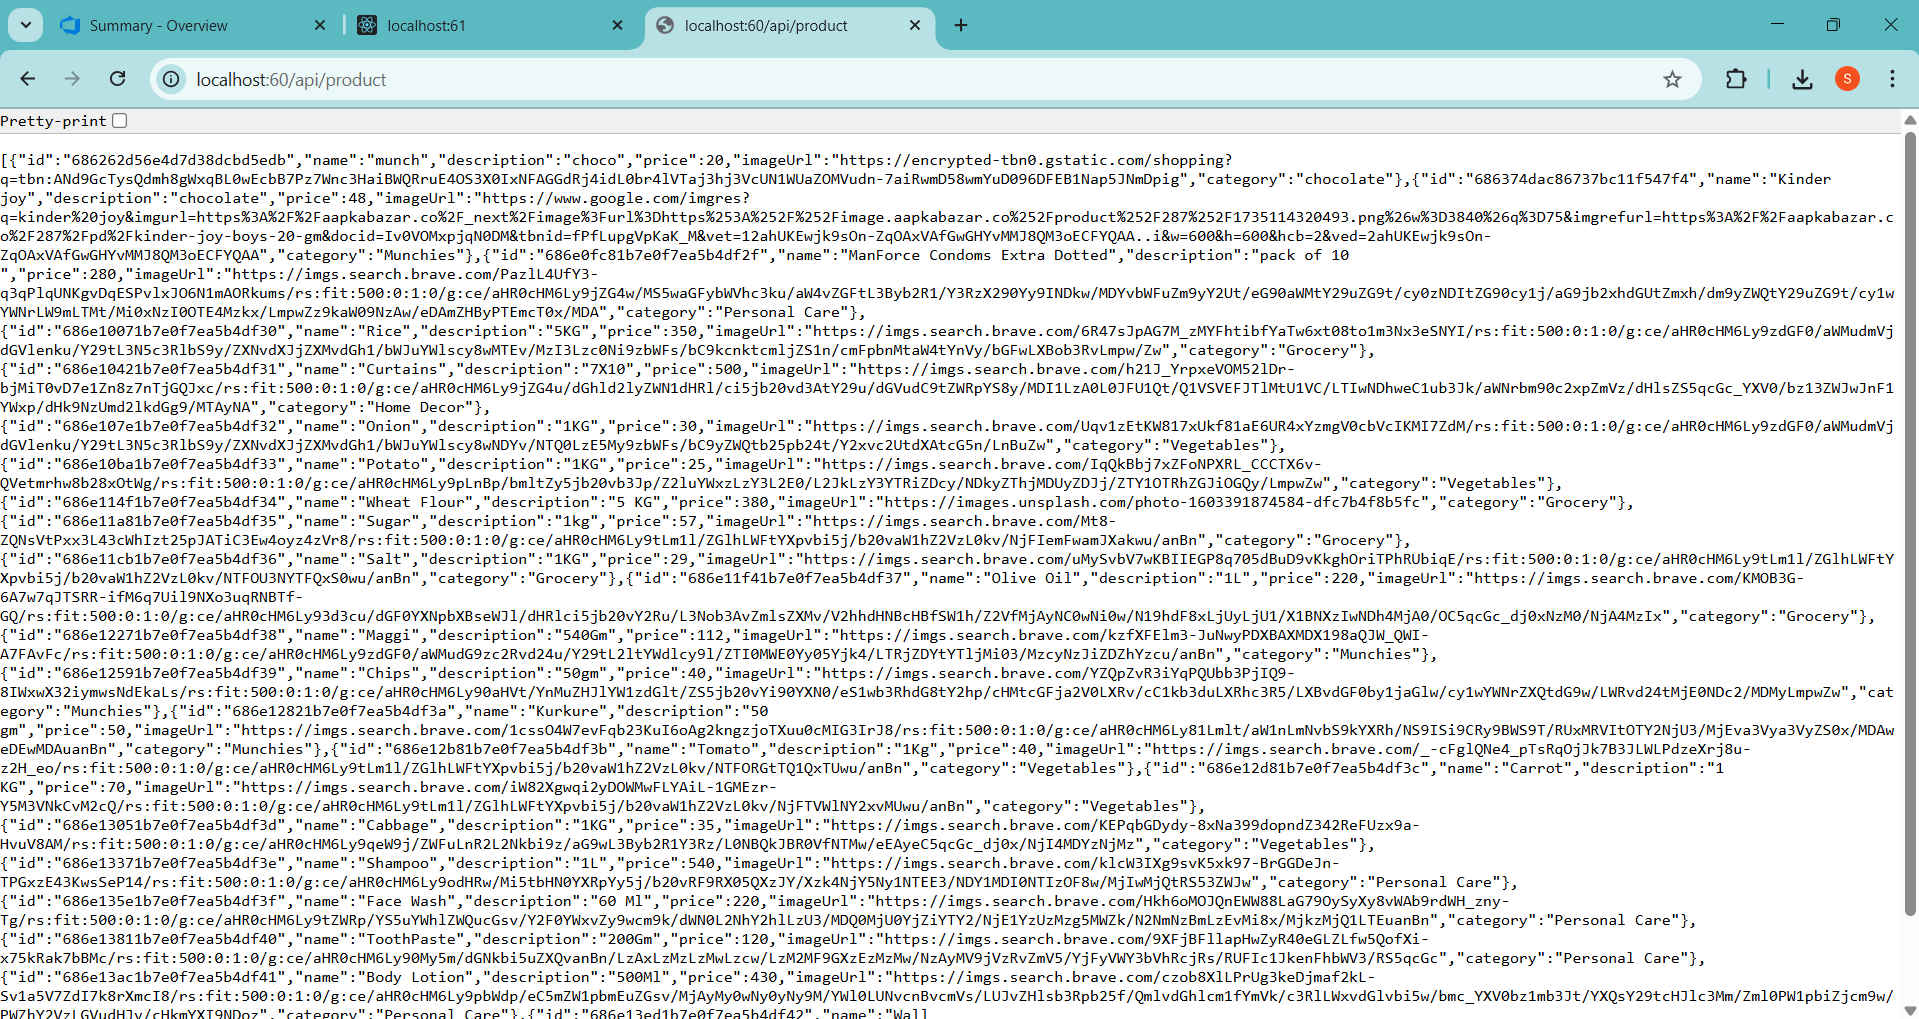 Summary - Overview
localhost:61
localhost:60/api/product
localhost:60/api/product
S
Pretty-print
[{"id":"686262d56e4d7d38dcbd5edb","name":"munch","description":"choco","price":20,"imageUrl":"https://encrypted-tbn0.gstatic.com/shopping?
q=tbn:ANd9GcTysQdmh8gWxqBL0wEcbB7Pz7Wnc3HaiBWQRruE4OS3X0IxNFAGGdRj4idL0br4lVTaj3hj3VcUN1WUaZOMVudn-7aiRwmD58wmYuD096DFEB1Nap5JNmDpig","category":"chocolate"},{"id":"686374dac86737bc11f547f4","name":"Kinder
joy","description":"chocolate","price":48,"imageUrl":"https://www.google.com/imgres?
q=kinder%20joy&imgurl=https%3A%2F%2Faapkabazar.co%2F_next%2Fimage%3Furl%3Dhttps%253A%252F%252Fimage.aapkabazar.co%252Fproduct%252F287%252F1735114320493.png%26w%3D3840%26q%3D75&imgrefurl=https%3A%2F%2Faapkabazar.c
o%2F287%2Fpd%2Fkinder-joy-boys-20-gm&docid=Iv0VOMxpjqN0DM&tbnid=fPfLupgVpKaK_M&vet=12ahUKEwjk9sOn-ZqOAxVAfGwGHYvMMJ8QM3oECFYQAA..i&w=600&h=600&hcb=2&ved=2ahUKEwjk9sOn-
ZqOAxVAfGwGHYvMMJ8QM3oECFYQAA","category":"Munchies"},{"id":"686e0fc81b7e0f7ea5b4df2f","name":"ManForce Condoms Extra Dotted","description":"pack of 10
","price":280,"imageUrl":"https://imgs.search.brave.com/PazlL4UfY3-
q3qPlqUNKgvDqESPvlxJO6N1mAORkums/rs:fit:500:0:1:0/g:ce/aHR0cHM6Ly9jZG4w/MS5waGFybWVhc3ku/aW4vZGFtL3Byb2R1/Y3RzX290Yy9INDkw/MDYvbWFuZm9yY2Ut/eG90aWMtY29uZG9t/cy0zNDItZG90cy1j/aG9jb2xhdGUtZmxh/dm9yZWQtY29uZG9t/cy1w
YWNrLW9mLTMt/Mi0xNzI0OTE4Mzkx/LmpwZz9kaW09NzAw/eDAmZHByPTEmcT0x/MDA","category":"Personal Care"},
{"id":"686e10071b7e0f7ea5b4df30","name":"Rice","description":"5KG","price":350,"imageUrl":"https://imgs.search.brave.com/6R47sJpAG7M_zMYFhtibfYaTw6xt08to1m3Nx3eSNYI/rs:fit:500:0:1:0/g:ce/aHR0cHM6Ly9zdGF0/aWMudmVj
dGVlenku/Y29tL3N5c3RlbS9y/ZXNvdXJjZXMvdGh1/bWJuYWlscy8wMTEv/MzI3Lzc0Ni9zbWFs/bC9kcnktcmljZS1n/cmFpbnMtaW4tYnVy/bGFwLXBob3RvLmpw/Zw","category":"Grocery"},
{"id":"686e10421b7e0f7ea5b4df31","name":"Curtains","description":"7X10","price":500,"imageUrl":"https://imgs.search.brave.com/h21J_YrpxeVOM52lDr-
bjMiT0vD7e1Zn8z7nTjGQJxc/rs:fit:500:0:1:0/g:ce/aHR0cHM6Ly9jZG4u/dGhld2lyZWN1dHRl/ci5jb20vd3AtY29u/dGVudC9tZWRpYS8y/MDI1LzA0L0JFU1Qt/Q1VSVEFJTlMtU1VC/LTIwNDhweC1ub3Jk/aWNrbm90c2xpZmVz/dHlsZS5qcGc_YXV0/bz13ZWJwJnF1
YWxp/dHk9NzUmd2lkdGg9/MTAyNA","category":"Home Decor"},
{"id":"686e107e1b7e0f7ea5b4df32","name":"Onion","description":"1KG","price":30,"imageUrl":"https://imgs.search.brave.com/Uqv1zEtKW817xUkf81aE6UR4xYzmgV0cbVcIKMI7ZdM/rs:fit:500:0:1:0/g:ce/aHR0cHM6Ly9zdGF0/aWMudmVj
dGVlenku/Y29tL3N5c3RlbS9y/ZXNvdXJjZXMvdGh1/bWJuYWlscy8wNDYv/NTQ0LzE5My9zbWFs/bC9yZWQtb25pb24t/Y2xvc2UtdXAtcG5n/LnBuZw","category":"Vegetables"},
{"id":"686e10ba1b7e0f7ea5b4df33","name":"Potato","description":"1KG","price":25,"imageUrl":"https://imgs.search.brave.com/IqQkBbj7xZFoNPXRL_CCCTX6v-
QVetmrhw8b28xOtWg/rs:fit:500:0:1:0/g:ce/aHR0cHM6Ly9pLnBp/bmltZy5jb20vb3Jp/Z2luYWxzLzY3L2E0/L2JkLzY3YTRiZDcy/NDkyZThjMDUyZDJj/ZTY1OTRhZGJiOGQy/LmpwZw","category":"Vegetables"},
{"id":"686e114f1b7e0f7ea5b4df34","name":"Wheat Flour","description":"5 KG","price":380,"imageUrl":"https://images.unsplash.com/photo-1603391874584-dfc7b4f8b5fc","category":"Grocery"},
{"id":"686e11a81b7e0f7ea5b4df35","name":"Sugar","description":"1kg","price":57,"imageUrl":"https://imgs.search.brave.com/Mt8-
ZQNsVtPxx3L43cWhIzt25pJATiC3Ew4oyz4zVr8/rs:fit:500:0:1:0/g:ce/aHR0cHM6Ly9tLm1l/ZGlhLWFtYXpvbi5j/b20vaW1hZ2VzL0kv/NjFIemFwamJXakwu/anBn","category":"Grocery"},
{"id":"686e11cb1b7e0f7ea5b4df36","name":"Salt","description":"1KG","price":29,"imageUrl":"https://imgs.search.brave.com/uMySvbV7wKBIIEGP8q705dBuD9vKkghOriTPhRUbiqE/rs:fit:500:0:1:0/g:ce/aHR0cHM6Ly9tLm1l/ZGlhLWFtY
Xpvbi5j/b20vaW1hZ2VzL0kv/NTFOU3NYTFQxS0wu/anBn","category":"Grocery"},{"id":"686e11f41b7e0f7ea5b4df37","name":"Olive Oil","description":"1L","price":220,"imageUrl":"https://imgs.search.brave.com/KMOB3G-
6A7w7qJTSRR-ifM6q7Uil9NXo3uqRNBTf-
GQ/rs:fit:500:0:1:0/g:ce/aHR0cHM6Ly93d3cu/dGF0YXNpbXBseWJl/dHRlci5jb20vY2Ru/L3Nob3AvZmlsZXMv/V2hhdHNBcHBfSW1h/Z2VfMjAyNC0wNi0w/N19hdF8xLjUyLjU1/X1BNXzIwNDh4MjA0/OC5qcGc_dj0xNzM0/NjA4MzIx","category":"Grocery"},
{"id":"686e12271b7e0f7ea5b4df38","name":"Maggi","description":"540Gm","price":112,"imageUrl":"https://imgs.search.brave.com/kzfXFElm3-JuNwyPDXBAXMDX198aQJW_QWI-
A7FAvFc/rs:fit:500:0:1:0/g:ce/aHR0cHM6Ly9zdGF0/aWMudG9zc2Rvd24u/Y29tL2ltYWdlcy9l/ZTI0MWE0Yy05Yjk4/LTRjZDYtYTljMi03/MzcyNzJiZDZhYzcu/anBn","category":"Munchies"},
{"id":"686e12591b7e0f7ea5b4df39","name":"Chips","description":"50gm","price":40,"imageUrl":"https://imgs.search.brave.com/YZQpZvR3iYqPQUbb3PjIQ9-
8IWxwX32iymwsNdEkaLs/rs:fit:500:0:1:0/g:ce/aHR0cHM6Ly90aHVt/YnMuZHJlYW1zdGlt/ZS5jb20vYi90YXN0/eS1wb3RhdG8tY2hp/cHMtcGFja2V0LXRv/cC1kb3duLXRhc3R5/LXBvdGF0by1jaGlw/cy1wYWNrZXQtdG9w/LWRvd24tMjE0NDc2/MDMyLmpwZw","cat
egory":"Munchies"},{"id":"686e12821b7e0f7ea5b4df3a","name":"Kurkure","description":"50
gm","price":50,"imageUrl":"https://imgs.search.brave.com/1cssO4W7evFqb23KuI6oAg2kngzjoTXuu0cMIG3IrJ8/rs:fit:500:0:1:0/g:ce/aHR0cHM6Ly81Lmlt/aW1nLmNvbS9kYXRh/NS9ISi9CRy9BWS9T/RUxMRVItOTY2NjU3/MjEva3Vya3VyZS0x/MDAw
eDEwMDAuanBn","category":"Munchies"},{"id":"686e12b81b7e0f7ea5b4df3b","name":"Tomato","description":"1Kg","price":40,"imageUrl":"https://imgs.search.brave.com/_-cFglQNe4_pTsRqOjJk7B3JLWLPdzeXrj8u-
z2H_eo/rs:fit:500:0:1:0/g:ce/aHR0cHM6Ly9tLm1l/ZGlhLWFtYXpvbi5j/b20vaW1hZ2VzL0kv/NTFORGtTQ1QxTUwu/anBn","category":"Vegetables"},{"id":"686e12d81b7e0f7ea5b4df3c","name":"Carrot","description":"1
KG","price":70,"imageUrl":"https://imgs.search.brave.com/iW82Xgwqi2yDOWMwFLYAiL-1GMEzr-
Y5M3VNkCvM2cQ/rs:fit:500:0:1:0/g:ce/aHR0cHM6Ly9tLm1l/ZGlhLWFtYXpvbi5j/b20vaW1hZ2VzL0kv/NjFTVWlNY2xvMUwu/anBn","category":"Vegetables"},
{"id":"686e13051b7e0f7ea5b4df3d","name":"Cabbage","description":"1KG","price":35,"imageUrl":"https://imgs.search.brave.com/KEPqbGDydy-8xNa399dopndZ342ReFUzx9a-
HvuV8AM/rs:fit:500:0:1:0/g:ce/aHR0cHM6Ly9qeW9j/ZWFuLnR2L2Nkbi9z/aG9wL3Byb2R1Y3Rz/L0NBQkJBR0VfNTMw/eEAyeC5qcGc_dj0x/NjI4MDYzNjMz","category":"Vegetables"},
{"id":"686e13371b7e0f7ea5b4df3e","name":"Shampoo","description":"1L","price":540,"imageUrl":"https://imgs.search.brave.com/klcW3IXg9svK5xk97-BrGGDeJn-
TPGxzE43KwsSeP14/rs:fit:500:0:1:0/g:ce/aHR0cHM6Ly9odHRw/Mi5tbHN0YXRpYy5j/b20vRF9RX05QXzJY/Xzk4NjY5Ny1NTEE3/NDY1MDI0NTIzOF8w/MjIwMjQtRS53ZWJw","category":"Personal Care"},
{"id":"686e135e1b7e0f7ea5b4df3f","name":"Face Wash","description":"60 Ml","price":220,"imageUrl":"https://imgs.search.brave.com/Hkh6oMOJQnEWW88LaG79OySyXy8vWAb9rdWH_zny-
Tg/rs:fit:500:0:1:0/g:ce/aHR0cHM6Ly9tZWRp/YS5uYWhlZWQucGsv/Y2F0YWxvZy9wcm9k/dWN0L2NhY2hlLzU3/MDQ0MjU0YjZiYTY2/NjE1YzUzMzg5MWZk/N2NmNzBmLzEvMi8x/MjkzMjQ1LTEuanBn","category":"Personal Care"},
{"id":"686e13811b7e0f7ea5b4df40","name":"ToothPaste","description":"200Gm","price":120,"imageUrl":"https://imgs.search.brave.com/9XFjBFllapHwZyR40eGLZLfw5QofXi-
x75kRak7bBMc/rs:fit:500:0:1:0/g:ce/aHR0cHM6Ly90My5m/dGNkbi5uZXQvanBn/LzAxLzMzLzMwLzcw/LzM2MF9GXzEzMzMw/NzAyMV9jVzRvZmV5/YjFyVWY3bVhRcjRs/RUFIc1JkenFhbWV3/RS5qcGc","category":"Personal Care"},
{"id":"686e13ac1b7e0f7ea5b4df41","name":"Body Lotion","description":"500Ml","price":430,"imageUrl":"https://imgs.search.brave.com/czob8XlLPrUg3keDjmaf2kL-
Sv1a5V7ZdI7k8rXmcI8/rs:fit:500:0:1:0/g:ce/aHR0cHM6Ly9pbWdp/eC5mZW1pbmEuZGsv/MjAyMy0wNy0yNy9M/YWl0LUNvcnBvcmVs/LUJvZHlsb3Rpb25f/QmlvdGhlcm1fYmVk/c3RlLWxvdGlvbi5w/bmc_YXV0bz1mb3Jt/YXQsY29tcHJlc3Mm/Zml0PW1pbiZjcm9w/
PWZhY2VzLGVudHJv/cHkmYXI9NDoz","category":"Personal Care"},{"id":"686e13ed1b7e0f7ea5b4df42","name":"Wall